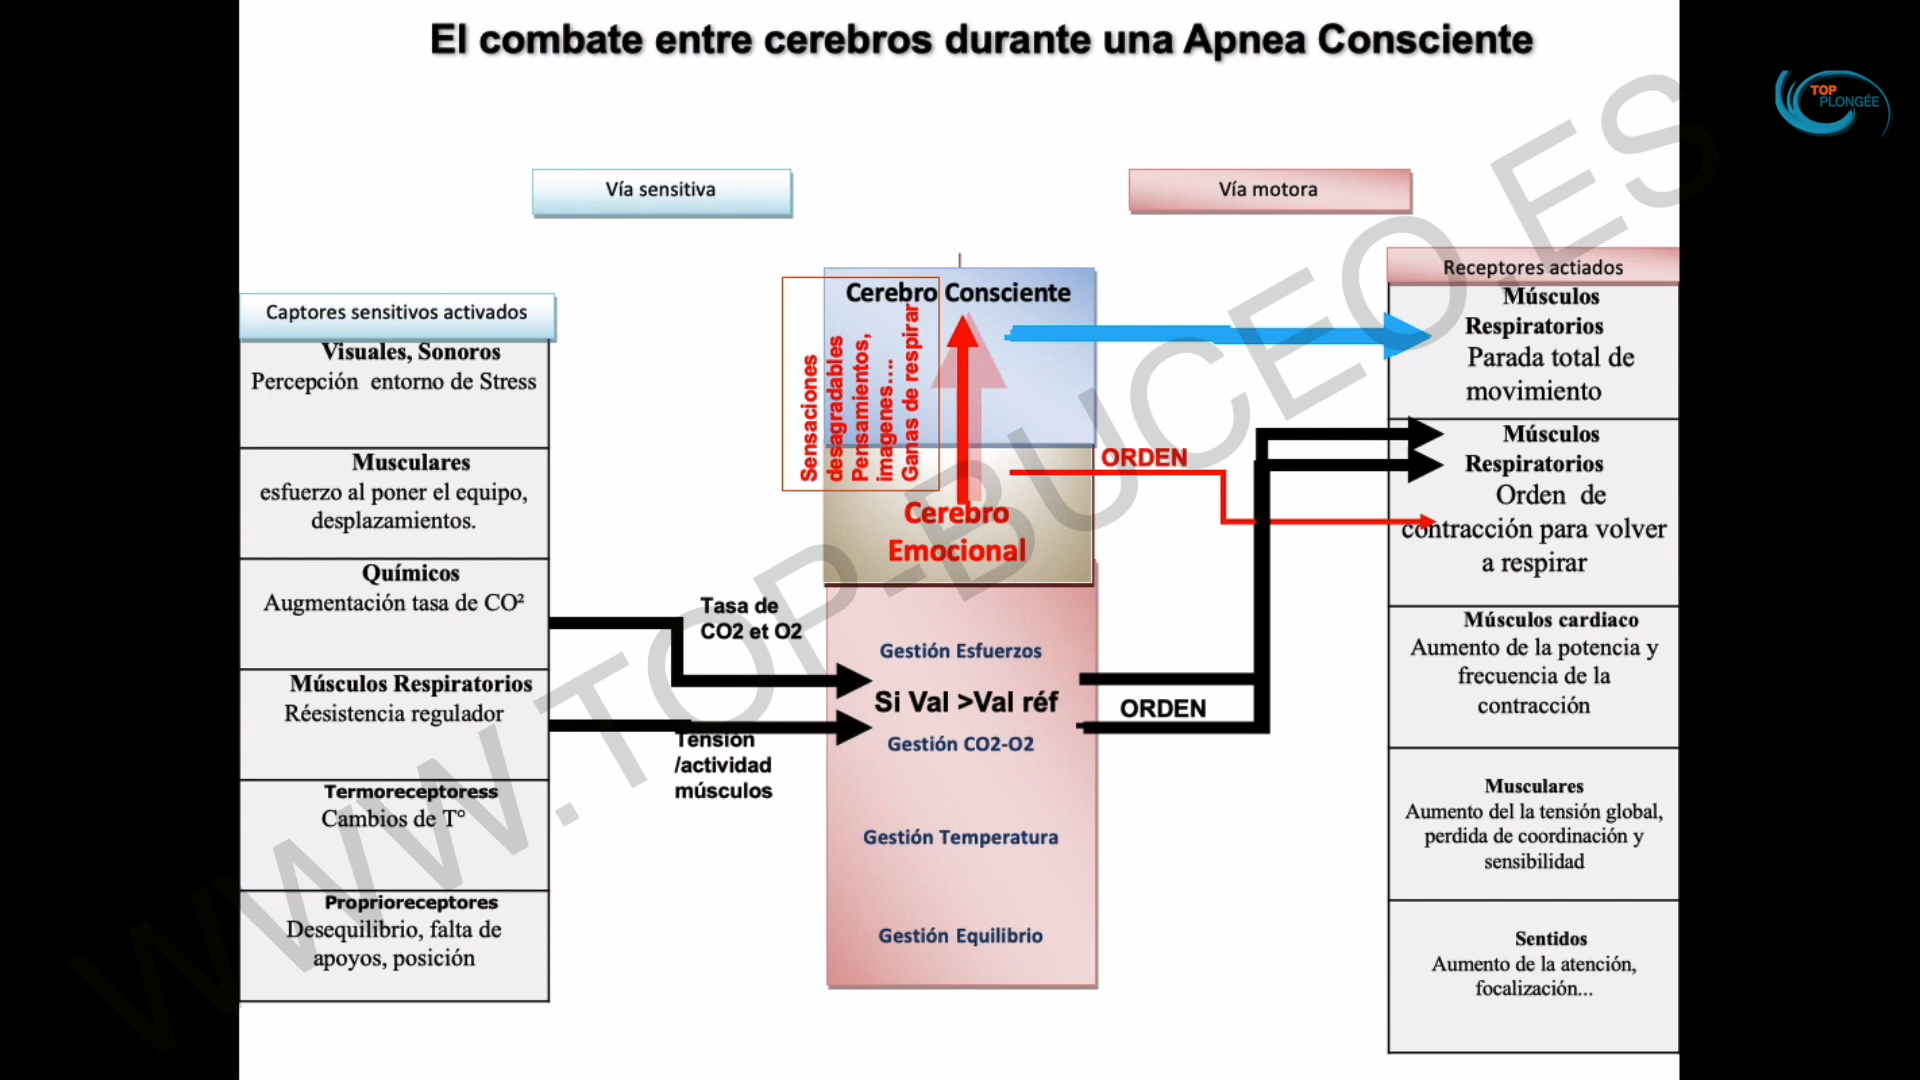 El combate entre cerebros durante una Apnea Consciente
TOP
PLONGÉE
Vía sensitiva
Vía motora
Captores sensitivos activados
Visuales, Sonoros
Percepción entorno de Stress
Musculares
esfuerzo al poner el equipo,
desplazamientos.
Químicos
Augmentación tasa de CO²
Músculos Respiratorios
Réesistencia regulador
Termoreceptoress
Cambios de T°
Proprioreceptores
Desequilibrio, falta de
apoyos, posición
Tasa de
CO2 et O2
Tensión
/actividad
músculos
Cerebro Consciente
Sensaciones
desagradables
Pensamientos,
imagenes....
Ganas de respirar
Cerebro
Emocional
Gestión Esfuerzos
Si Val >Val réf
Gestión CO2-O2
Gestión Temperatura
Gestión Equilibrio
ORDEN
ORDEN
Receptores actiados
Músculos
Respiratorios
Parada total de
movimiento
Músculos
Respiratorios
Orden de
contracción para volver
a respirar
Músculos cardiaco
Aumento de la potencia y
frecuencia de la
contracción
Musculares
Aumento del la tensión global,
perdida de coordinación y
sensibilidad
Sentidos
Aumento de la atención,
focalización...
WWW.TOP-BUCEO.ES